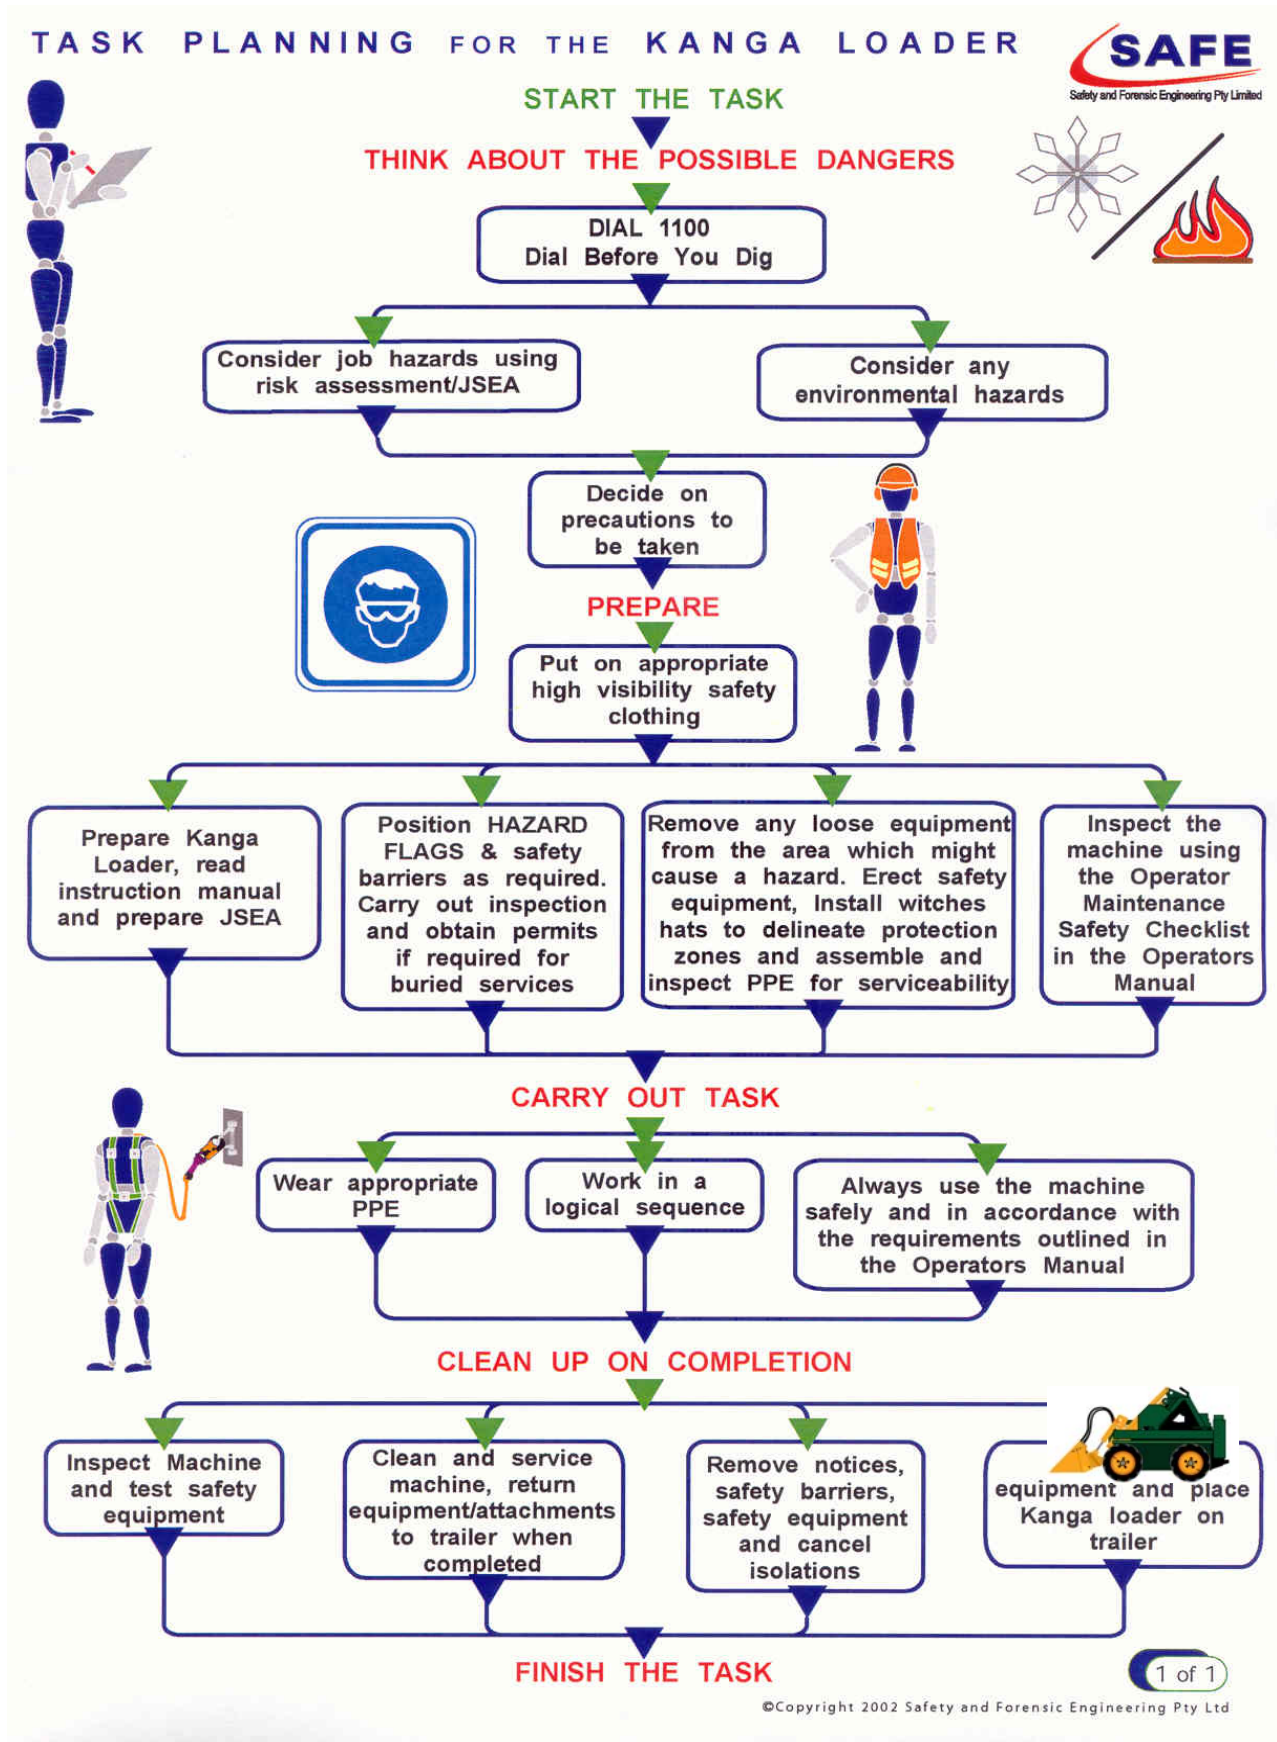 TASK PLANNING FOR THE KANGA LOADER
SAFE
Safety and Forensic Engineering Pty Limited
START THE TASK
THINK ABOUT THE POSSIBLE DANGERS
DIAL 1100
Dial Before You Dig
Consider job hazards using
risk assessment/JSEA
Consider any
environmental hazards
Decide on
precautions to
be taken
PREPARE
Put on appropriate
high visibility safety
clothing
Prepare Kanga
Loader, read
instruction manual
and prepare JSEA
Position HAZARD
FLAGS & safety
barriers as required.
Carry out inspection
and obtain permits
if required for
buried services
Remove any loose equipment
from the area which might
cause a hazard. Erect safety
equipment, Install witches
hats to delineate protection
zones and assemble and
inspect PPE for serviceability
Inspect the
machine using
the Operator
Maintenance
Safety Checklist
in the Operators
Manual
CARRY OUT TASK
Wear appropriate
PPE
Work in a
logical sequence
Always use the machine
safely and in accordance with
the requirements outlined in
the Operators Manual
CLEAN UP ON COMPLETION
Inspect Machine
and test safety
equipment
Clean and service
machine, return
equipment/attachments
to trailer when
completed
Remove notices,
safety barriers,
safety equipment
and cancel
isolations
equipment and place
Kanga loader on
trailer
FINISH THE TASK
1 of 1
©Copyright 2002 Safety and Forensic Engineering Pty Ltd